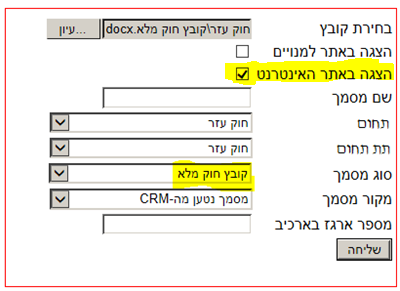 בחירת קובץ חוק עזר\קובץ חוק מלא.docx עיון...
הצגה באתר למנויים
הצגה באתר האינטרנט
שם מסמך
תחום חוק עזר
תת תחום חוק עזר
סוג מסמך קובץ חוק מלא
מקור מסמך מסמך נטען מה-CRM
מספר ארגז בארכיב
שליחה